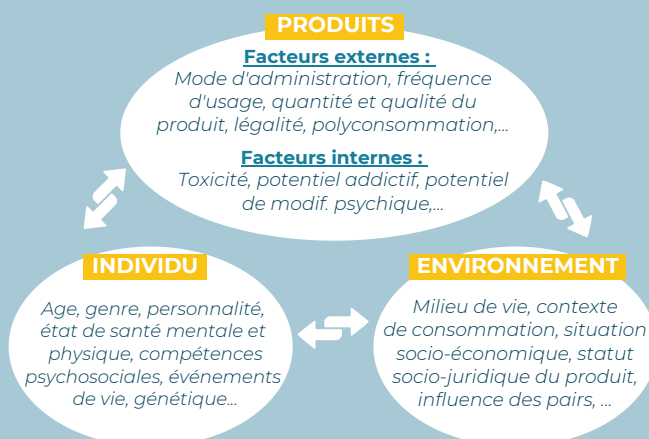 PRODUITS
Facteurs externes :
Mode d'administration, fréquence
d'usage, quantité et qualité du
produit, légalité, polyconsommation,...
Facteurs internes :
Toxicité, potentiel addictif, potentiel
de modif. psychique,...
INDIVIDU
Age, genre, personnalité,
état de santé mentale et
physique, compétences
psychosociales, événements
de vie, génétique...
ENVIRONNEMENT
Milieu de vie, contexte
de consommation, situation
socio-économique, statut
socio-juridique du produit,
influence des pairs, ...